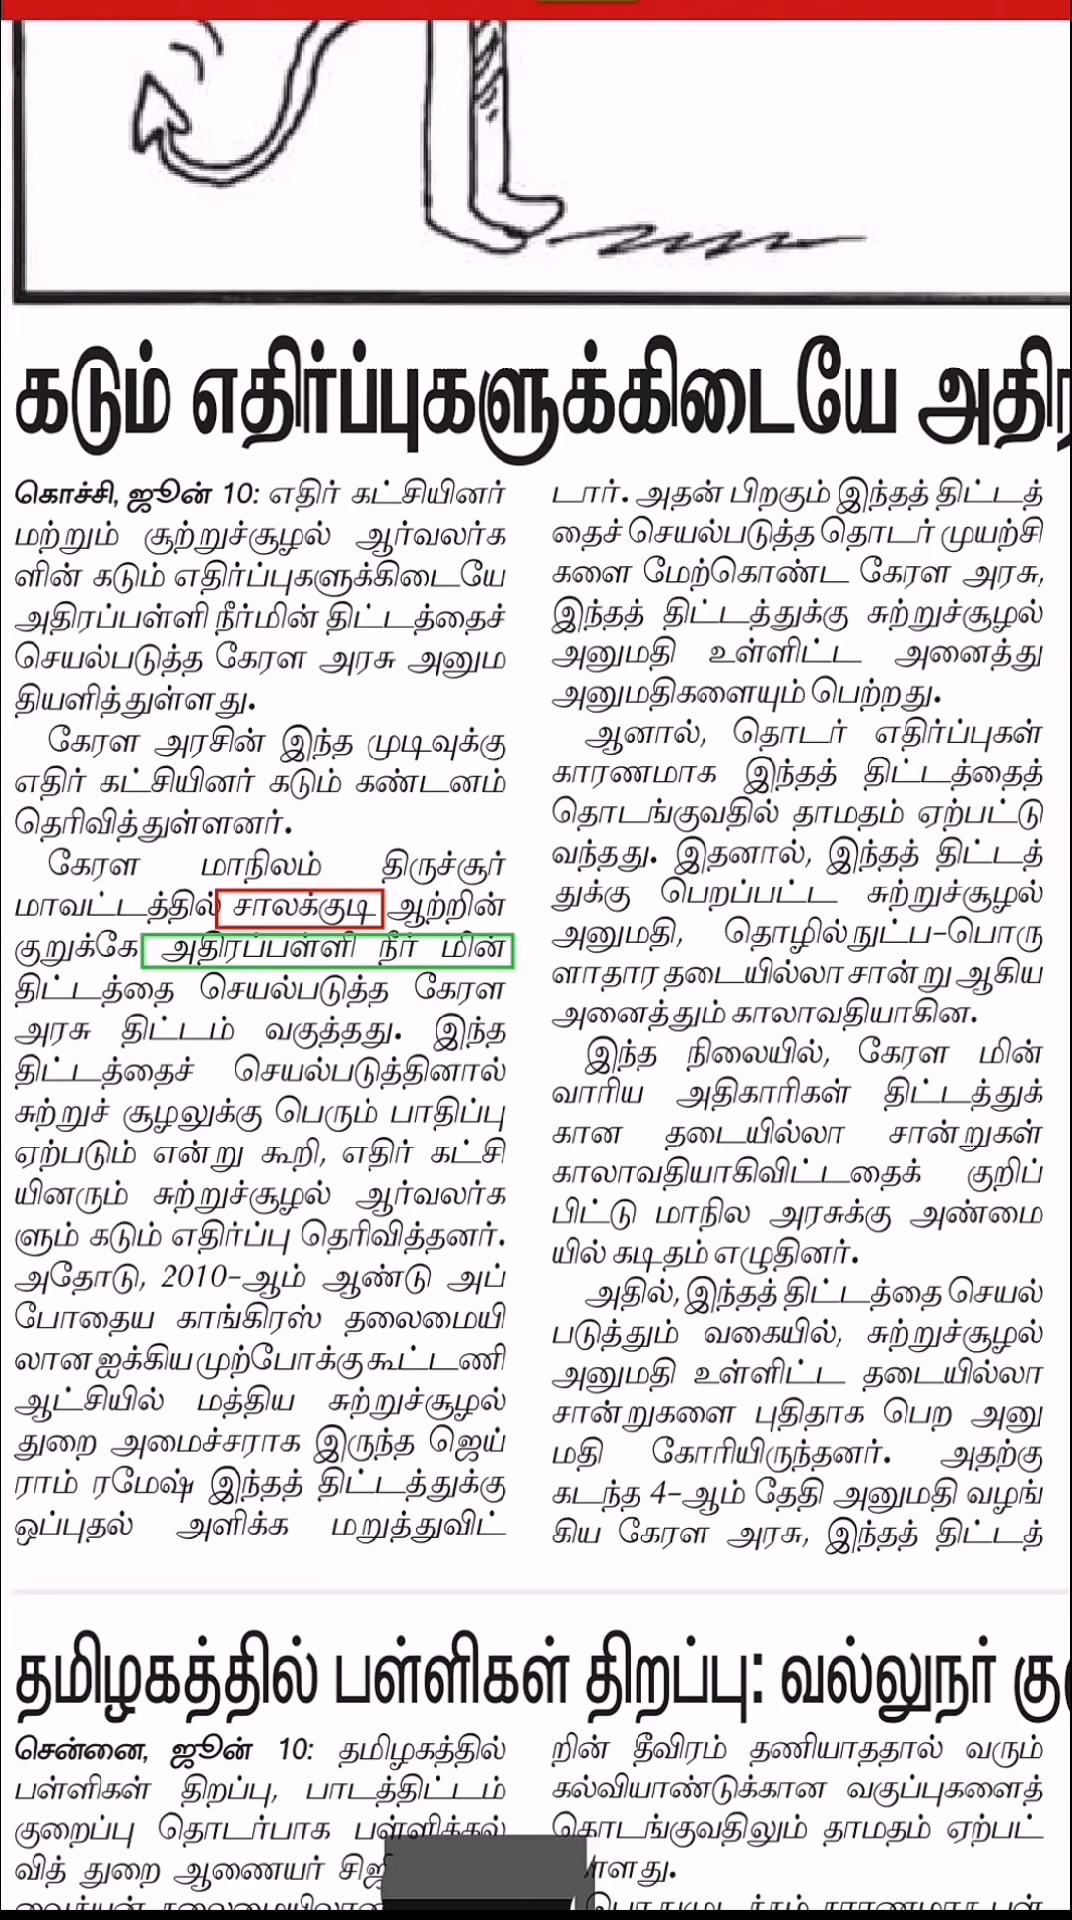 கடும் எதிர்ப்புகளுக்கிடையே
கொச்சி, ஜூன் 10: எதிர் கட்சியினர்
மற்றும் சூற்றுச்சூழல் ஆர்வலர்க
ளின் கடும் எதிர்ப்புகளுக்கிடையே
அதிரப்பள்ளி நீர்மின் திட்டத்தைச்
செயல்படுத்த கேரள அரசு அனும
தியளித்துள்ளது.
கேரள அரசின் இந்த முடிவுக்கு
எதிர் கட்சியினர் கடும் கண்டனம்
தெரிவித்துள்ளனர்.
கேரள மாநிலம் திருச்சூர்
மாவட்டத்தில் சாலக்குடி ஆற்றின்
குறுக்கே அதிரப்பள்ளி நீர் மின்
திட்டத்தை செயல்படுத்த கேரள
அரசு திட்டம் வகுத்தது. இந்த
திட்டத்தைச் செயல்படுத்தினால்
சுற்றுச் சூழலுக்கு பெரும் பாதிப்பு
ஏற்படும் என்று கூறி, எதிர் கட்சி
யினரும் சுற்றுச்சூழல் ஆர்வலர்க
ளும் கடும் எதிர்ப்பு தெரிவித்தனர்.
அதோடு, 2010-ஆம் ஆண்டு அப்
போதைய காங்கிரஸ் தலைமையி
லான ஐக்கிய முற்போக்கு கூட்டணி
ஆட்சியில் மத்திய சுற்றுச்சூழல்
துறை அமைச்சராக இருந்த ஜெய்
ராம் ரமேஷ் இந்தத் திட்டத்துக்கு
ஒப்புதல் அளிக்க மறுத்துவிட்
டார். அதன் பிறகும் இந்தத் திட்டத்
தைச் செயல்படுத்த தொடர் முயற்சி
களை மேற்கொண்ட கேரள அரசு,
இந்தத் திட்டத்துக்கு சுற்றுச்சூழல்
அனுமதி உள்ளிட்ட அனைத்து
அனுமதிகளையும் பெற்றது.
ஆனால், தொடர் எதிர்ப்புகள்
காரணமாக இந்தத் திட்டத்தைத்
தொடங்குவதில் தாமதம் ஏற்பட்டு
வந்தது. இதனால், இந்தத் திட்டத்
துக்கு பெறப்பட்ட சுற்றுச்சூழல்
அனுமதி, தொழில்நுட்ப-பொரு
ளாதார தடையில்லா சான்று ஆகிய
அனைத்தும் காலாவதியாகின.
இந்த நிலையில், கேரள மின்
வாரிய அதிகாரிகள் திட்டத்துக்
கான தடையில்லா சான்றுகள்
காலாவதியாகிவிட்டதைக் குறிப்
பிட்டு மாநில அரசுக்கு அண்மை
யில் கடிதம் எழுதினர்.
அதில், இந்தத் திட்டத்தை செயல்
படுத்தும் வகையில், சுற்றுச்சூழல்
அனுமதி உள்ளிட்ட தடையில்லா
சான்றுகளை புதிதாக பெற அனு
மதி கோரியிருந்தனர். அதற்கு
கடந்த 4-ஆம் தேதி அனுமதி வழங்
கிய கேரள அரசு, இந்தத் திட்டத்
தமிழகத்தில் பள்ளிகள் திறப்பு: வல்லுநர்
சென்னை, ஜூன் 10: தமிழகத்தில்
பள்ளிகள் திறப்பு, பாடத்திட்டம்
குறைப்பு தொடர்பாக பள்ளிக்கல்
வித் துறை ஆணையர்
றின் தீவிரம் தணியாததால் வரும்
கல்வியாண்டுக்கான வகுப்புகளைத்
தொடங்குவதிலும் தாமதம் ஏற்பட்